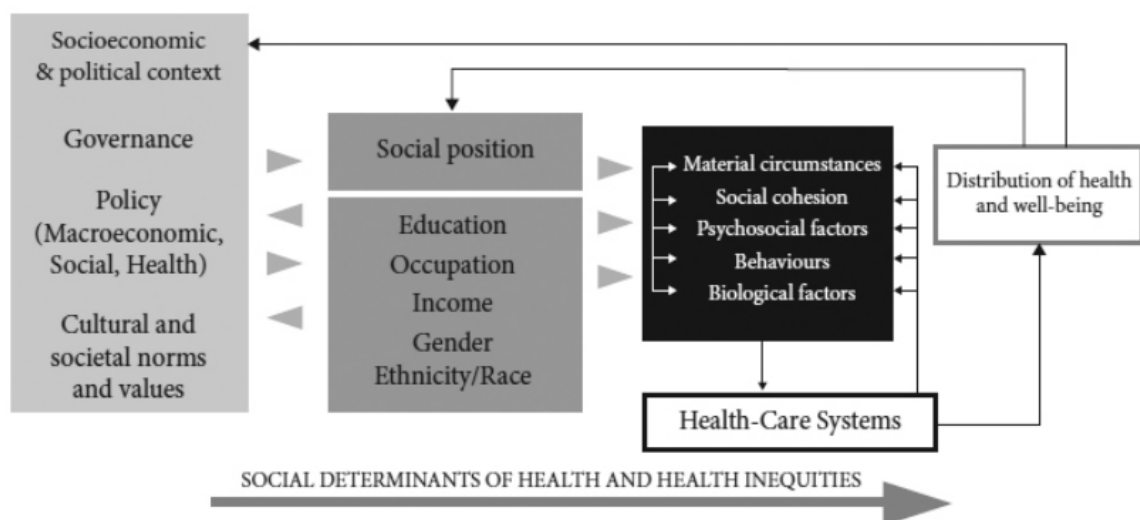 Socioeconomic
& political context
Governance
Policy
(Macroeconomic,
Social, Health)
Cultural and
societal norms
and values
Social position
Education
Occupation
Income
Gender
Ethnicity/Race
Material circumstances
Social cohesion
Psychosocial factors
Behaviours
Biological factors
Health-Care Systems
Distribution of health
and well-being
SOCIAL DETERMINANTS OF HEALTH AND HEALTH INEQUITIES